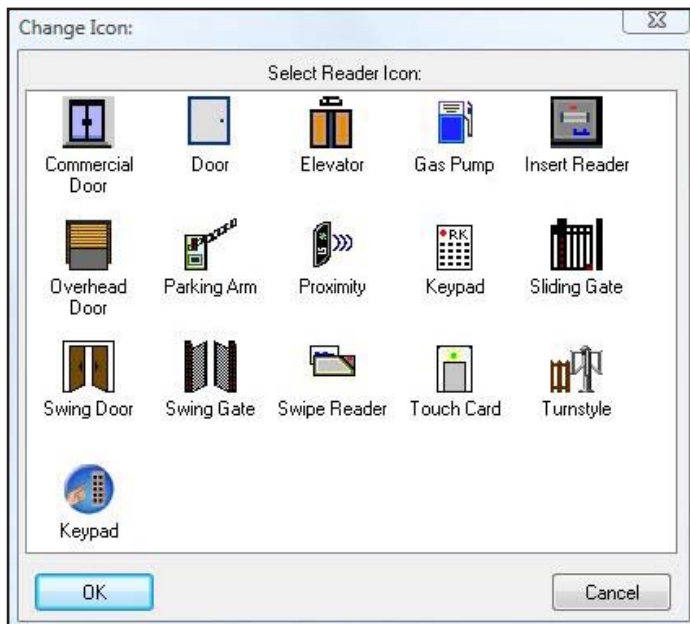 Change Icon:
Select Reader Icon:
Commercial Door
Door
Elevator
Gas Pump
Insert Reader
Overhead Door
Parking Arm
Proximity
RK
Keypad
Sliding Gate
Swing Door
Swing Gate
Swipe Reader
Touch Card
Turnstyle
Keypad
OK
Cancel